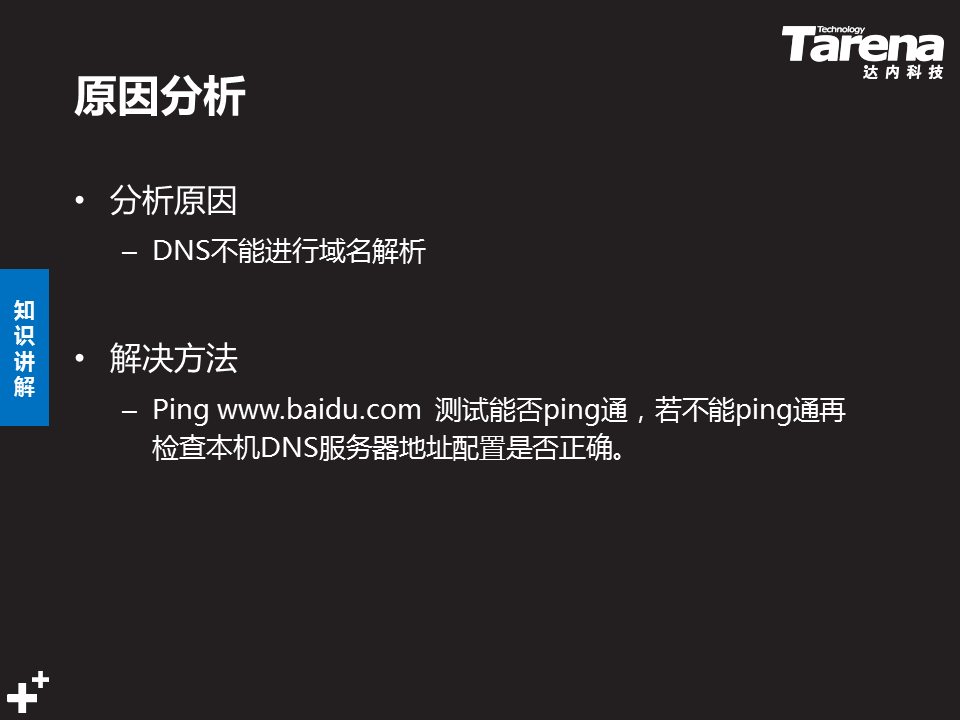 Technology
Tarena
达内科技
原因分析
• 分析原因
– DNS不能进行域名解析
知
识
讲
解
• 解决方法
– Ping www.baidu.com 测试能否ping通，若不能ping通再
检查本机DNS服务器地址配置是否正确。